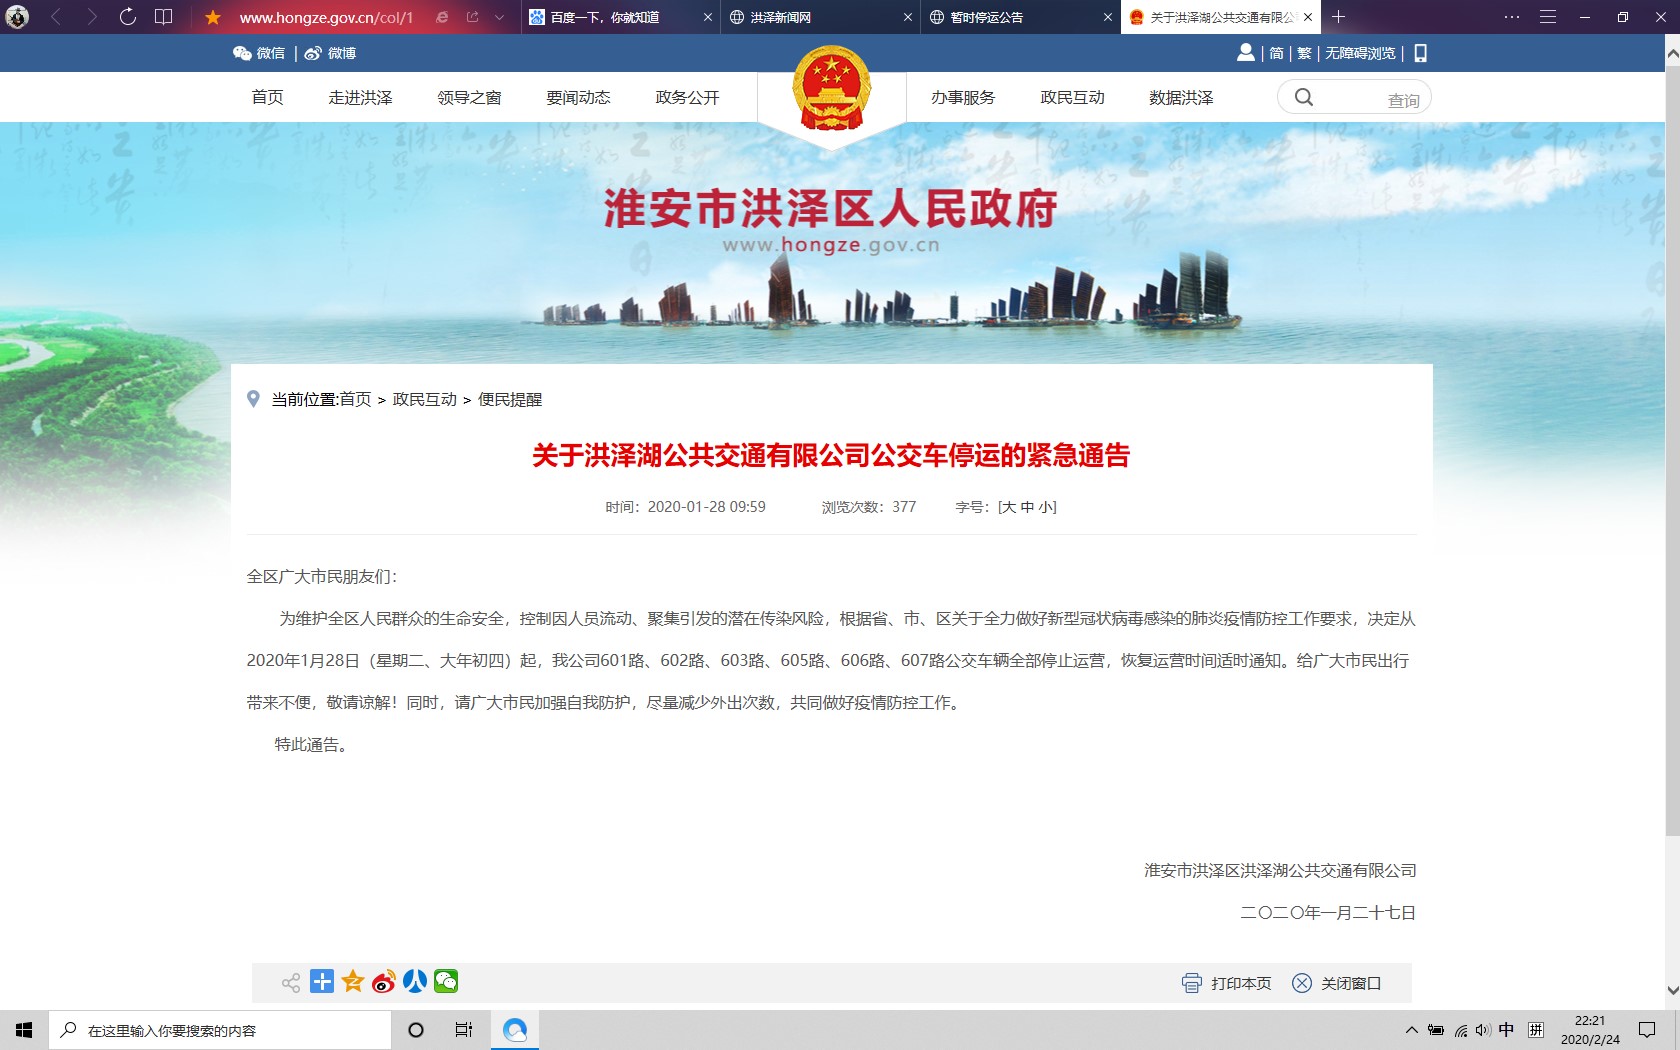 www.hongze.gov.cn/col/1
百度一下，你就知道
洪泽新闻网
暂时停运公告
关于洪泽湖公共交通有限公
微信 | 微博
简 | 繁 | 无障碍浏览 |
首页 走进洪泽 领导之窗 要闻动态 政务公开 办事服务 政民互动 数据洪泽 查询
淮安市洪泽区人民政府
www.hongze.gov.cn
当前位置:首页 > 政民互动 > 便民提醒
关于洪泽湖公共交通有限公司公交车停运的紧急通告
时间：2020-01-28 09:59 浏览次数：377 字号：[大 中 小]
全区广大市民朋友们：
为维护全区人民群众的生命安全，控制因人员流动、聚集引发的潜在传染风险，根据省、市、区关于全力做好新型冠状病毒感染的肺炎疫情防控工作要求，决定从
2020年1月28日（星期二、大年初四）起，我公司601路、602路、603路、605路、606路、607路公交车辆全部停止运营，恢复运营时间适时通知。给广大市民出行
带来不便，敬请谅解！同时，请广大市民加强自我防护，尽量减少外出次数，共同做好疫情防控工作。
特此通告。
淮安市洪泽区洪泽湖公共交通有限公司
二〇二〇年一月二十七日
打印本页 关闭窗口
在这里输入你要搜索的内容
中 拼
22:21
2020/2/24